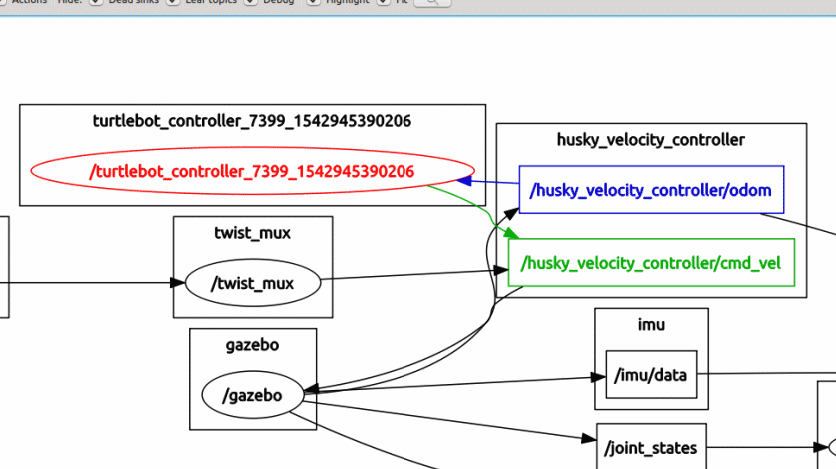 Actions Hide: Dead sinks Leaf topics Debug Highlight Fit
turtlebot_controller_7399_1542945390206
/turtlebot_controller_7399_1542945390206
husky_velocity_controller
/husky_velocity_controller/odom
/husky_velocity_controller/cmd_vel
twist_mux
/twist_mux
gazebo
/gazebo
imu
/imu/data
/joint_states